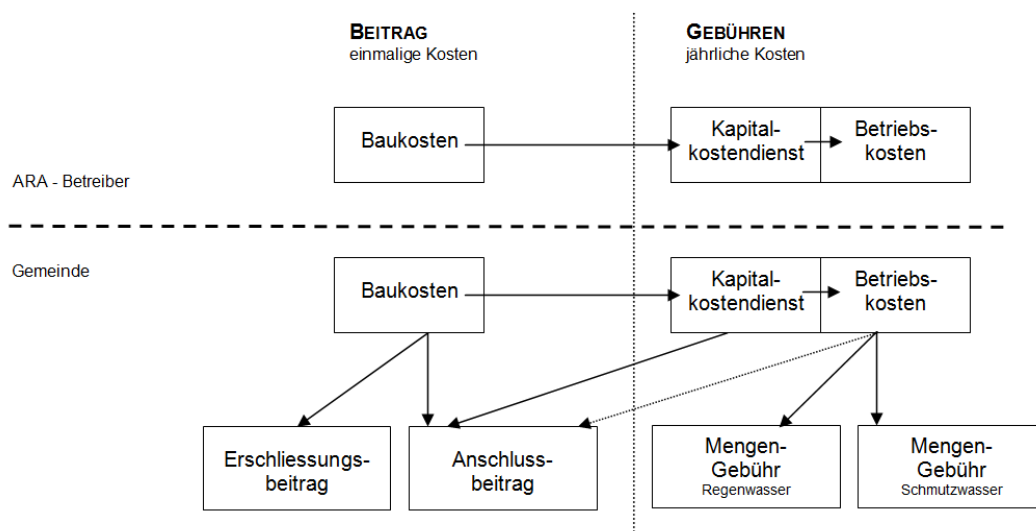 BEITRAG
einmalige Kosten
GEBÜHREN
jährliche Kosten
Baukosten
Kapital-
kostendienst
Betriebs-
kosten
ARA - Betreiber
Gemeinde
Baukosten
Kapital-
kostendienst
Betriebs-
kosten
Erschliessungs-
beitrag
Anschluss-
beitrag
Mengen-
Gebühr
Regenwasser
Mengen-
Gebühr
Schmutzwasser